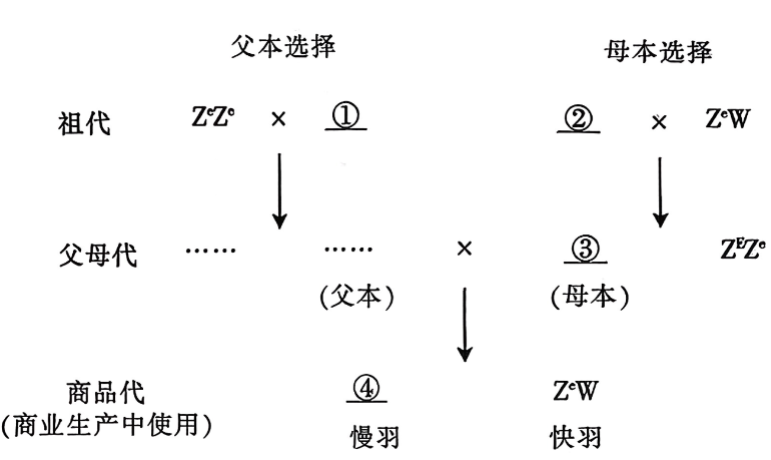 父本选择 母本选择
祖代 ZᵉZᵉ × ① ② × ZᵉW
父母代 …… …… × ③ ZᴱZᵉ
(父本) (母本)
商品代 ④ ZᵉW
(商业生产中使用) 慢羽 快羽